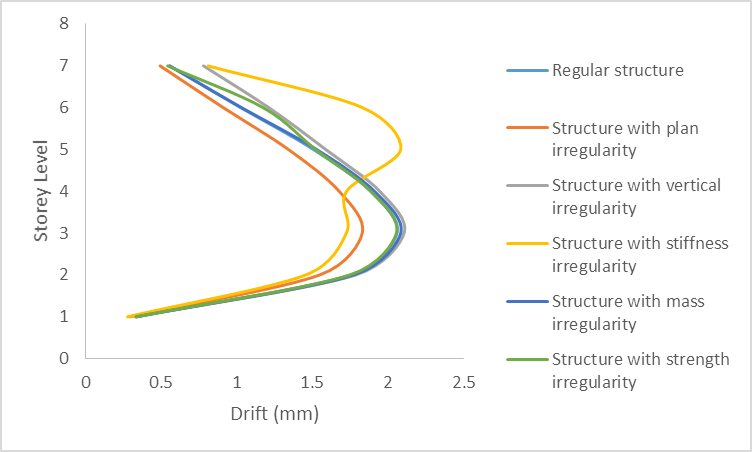 8
7
6
5
4
3
2
1
0
Storey Level
0
0.5
1
1.5
2
2.5
Drift (mm)
Regular structure
Structure with plan
irregularity
Structure with vertical
irregularity
Structure with stiffness
irregularity
Structure with mass
irregularity
Structure with strength
irregularity